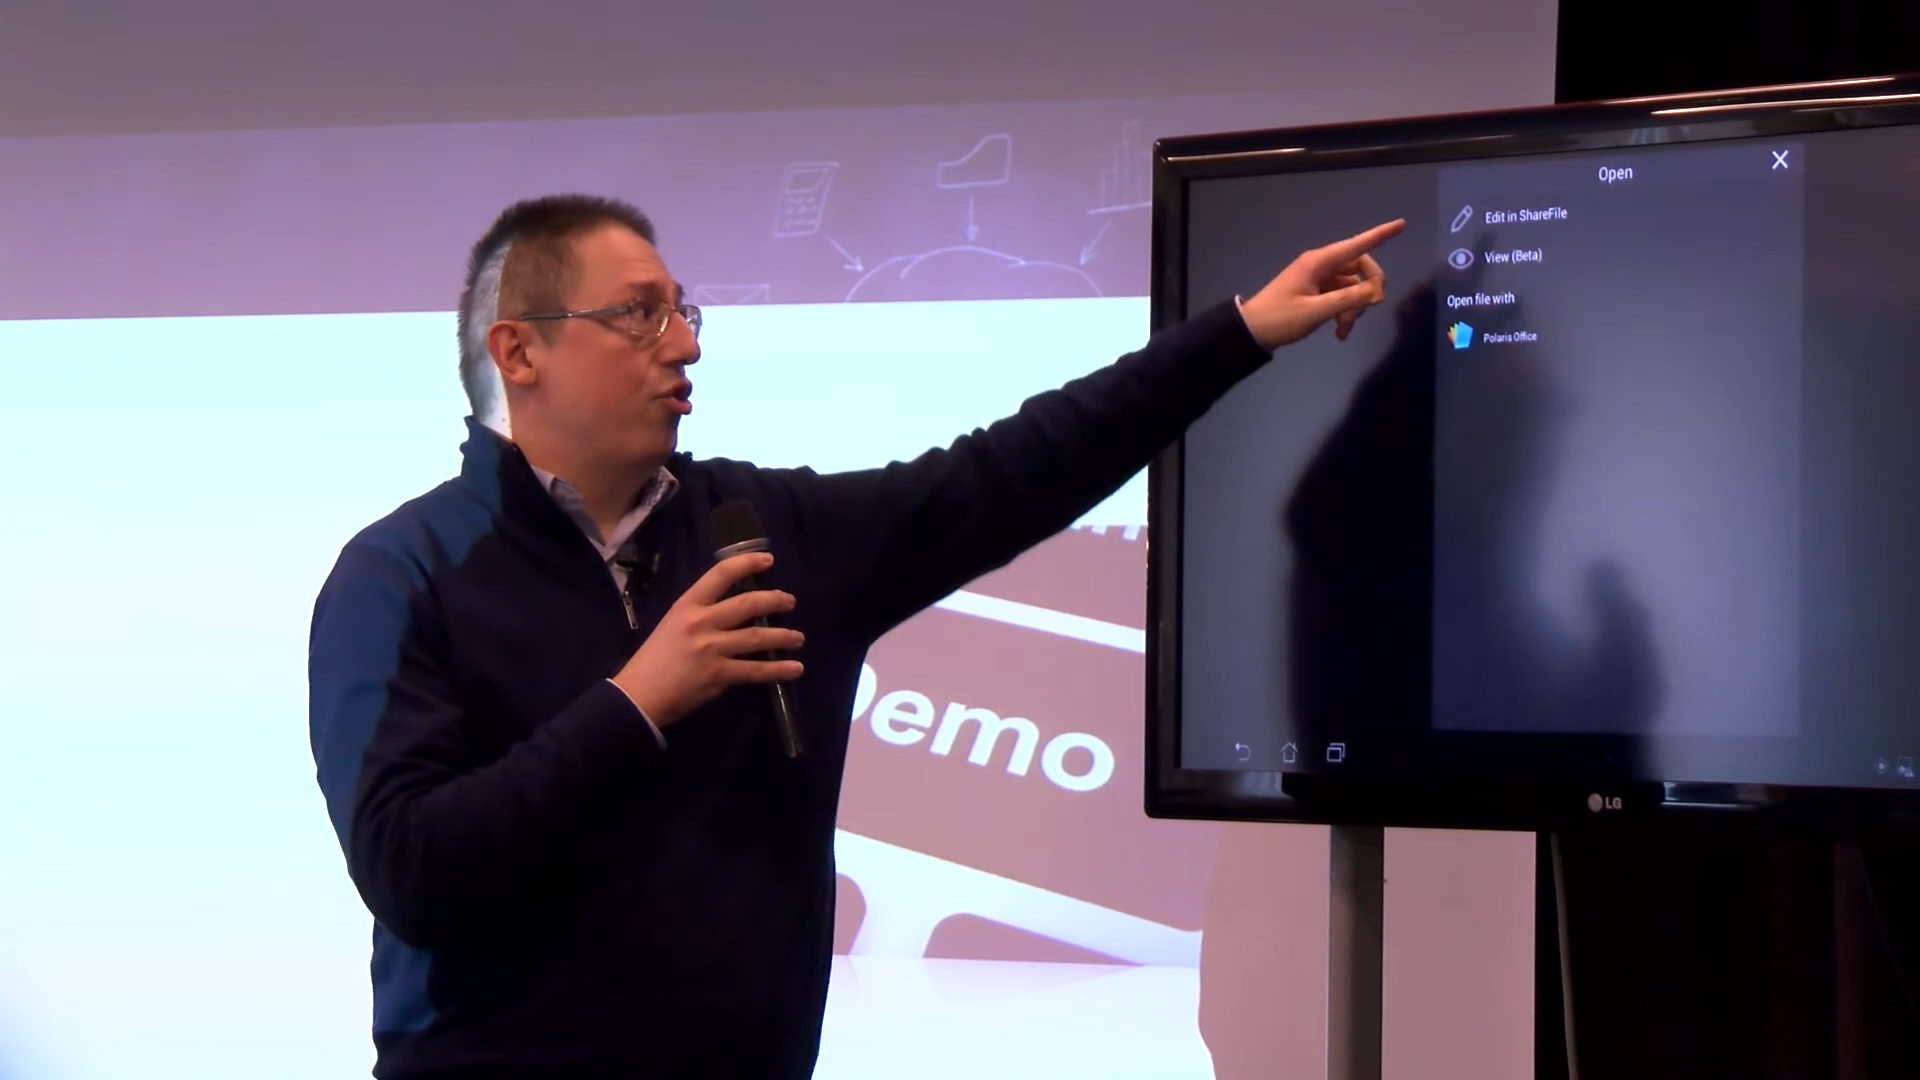 Open
Edit in ShareFile
View (Beta)
Open file with
Polaris Office
Demo
LG